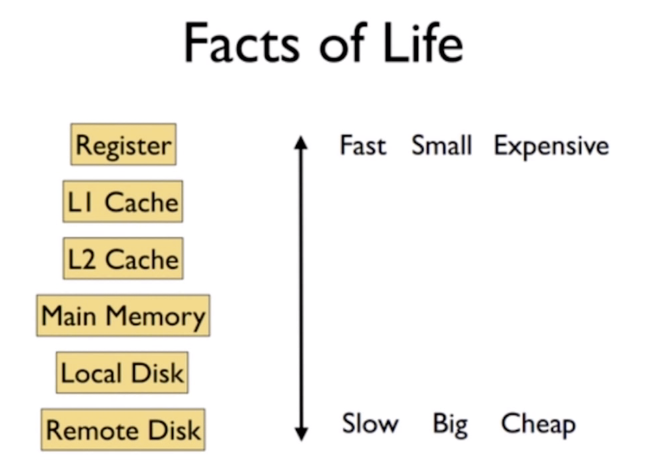 Facts of Life
Register
Fast Small Expensive
L1 Cache
L2 Cache
Main Memory
Local Disk
Remote Disk
Slow Big Cheap